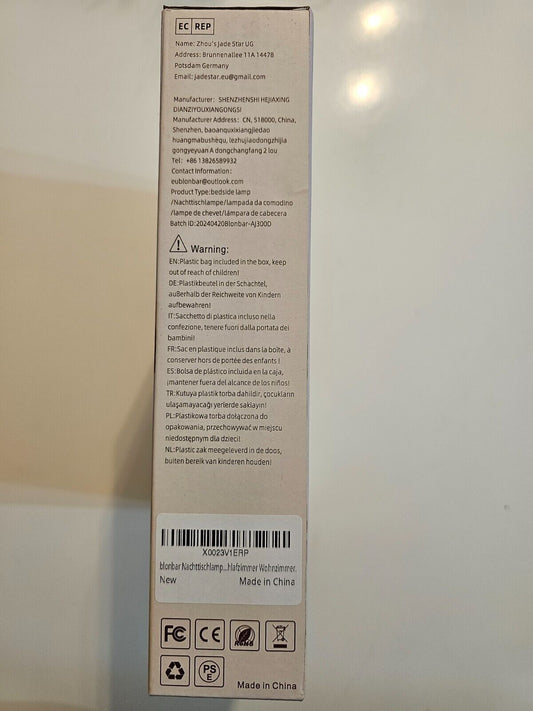 EC REP
Name: Zhou's Jade Star UG
Address: Brunnenallee 11A 14478
Potsdam Germany
Email: jadestar.eu@gmail.com
Manufacturer: SHENZHENSHI HEJIAXING
DIANZIYOUXIANGONGSI
Manufacturer Address: CN, 518000, China,
Shenzhen, baoanquxixiangjiedao
huangmabushequ, lezhujiaodongzhijia
gongyeyuan A dongchangfang 2 lou
Tel: +86 13826589932
Contact Information:
eublonbar@outlook.com
Product Type:bedside lamp
/Nachttischlampe/lampada da comodino
/lampe de chevet/lámpara de cabecera
Batch ID:20240420Blonbar-AJ300D
Warning:
EN:Plastic bag included in the box, keep
out of reach of children!
DE:Plastikbeutel in der Schachtel,
außerhalb der Reichweite von Kindern
aufbewahren!
IT:Sacchetto di plastica incluso nella
confezione, tenere fuori dalla portata dei
bambini!
FR:Sac en plastique inclus dans la boîte, à
conserver hors de portée des enfants !
ES:Bolsa de plástico incluida en la caja,
¡mantener fuera del alcance de los niños!
TR:Kutuya plastik torba dahildir, çocukların
ulaşamayacağı yerlerde saklayın!
PL:Plastikowa torba dołączona do
opakowania, przechowywać w miejscu
niedostępnym dla dzieci!
NL:Plastic zak meegeleverd in de doos,
buiten bereik van kinderen houden!
X0023V1ERP
blonbar Nachttischlamp...hlafzimmer Wohnzimmer.
New Made in China
FC CE RoHS
PS E
Made in China